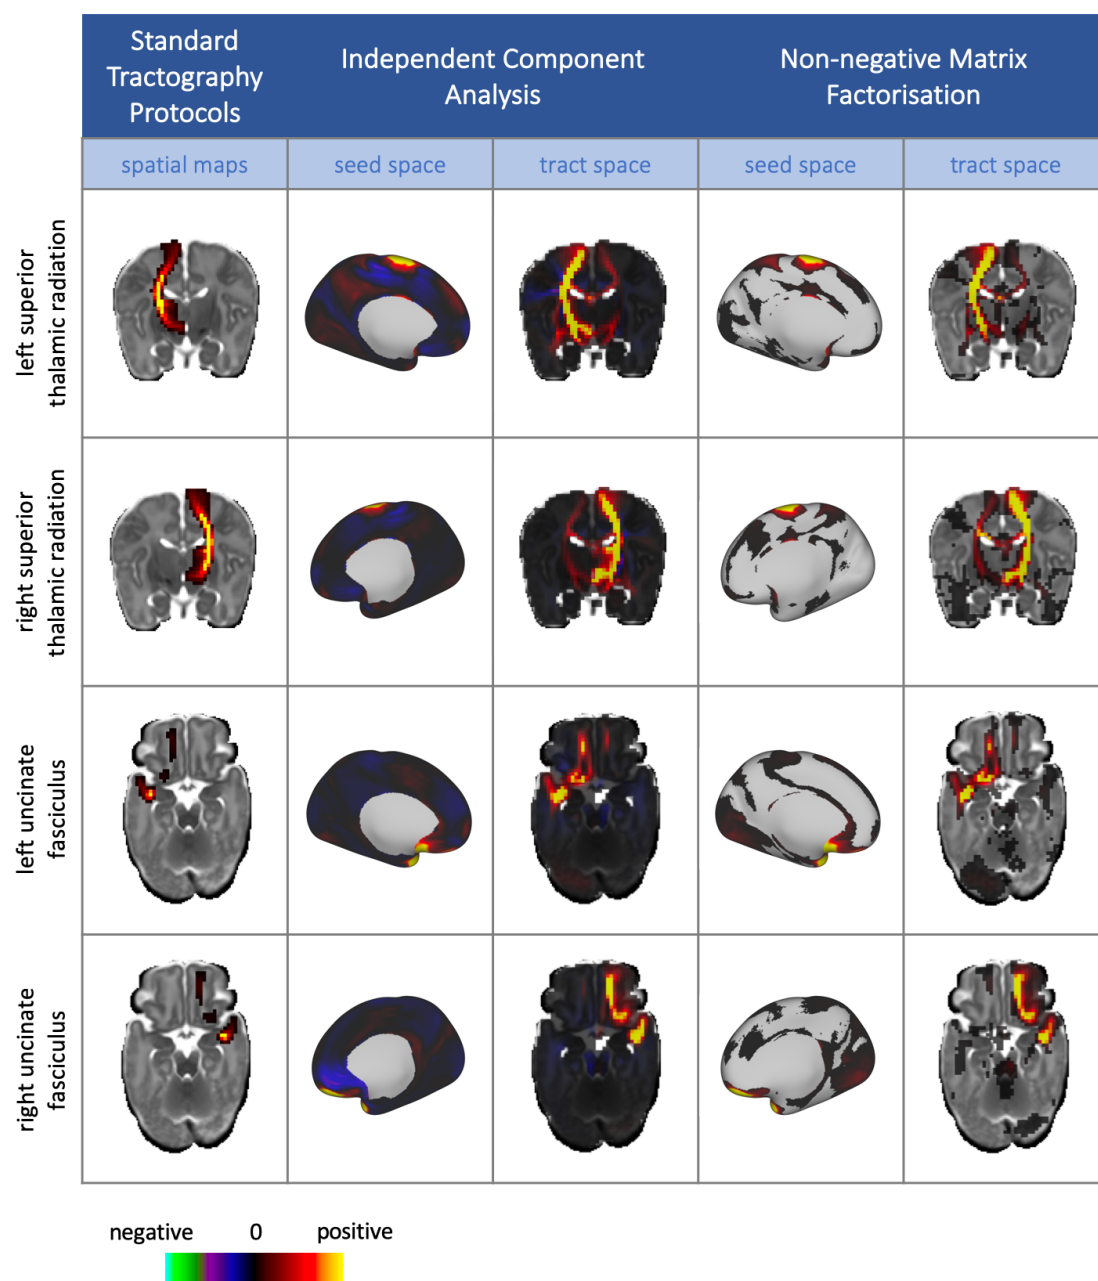 Standard
Tractography
Protocols
Independent Component
Analysis
Non-negative Matrix
Factorisation
spatial maps
seed space
tract space
seed space
tract space
left superior
thalamic radiation
right superior
thalamic radiation
left uncinate
fasciculus
right uncinate
fasciculus
negative 0 positive